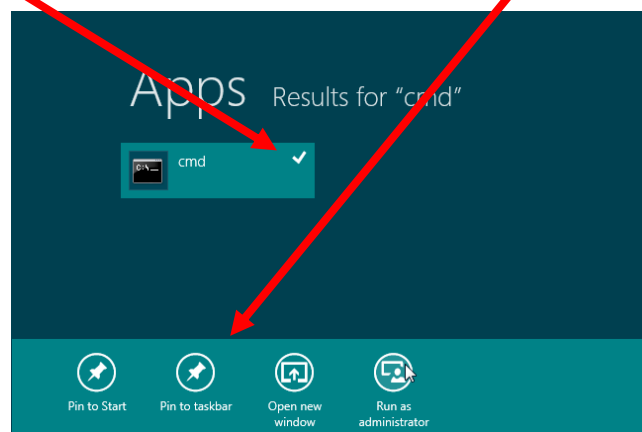 Apps Results for “cmd”
cmd
Pin to Start
Pin to taskbar
Open new
window
Run as
administrator